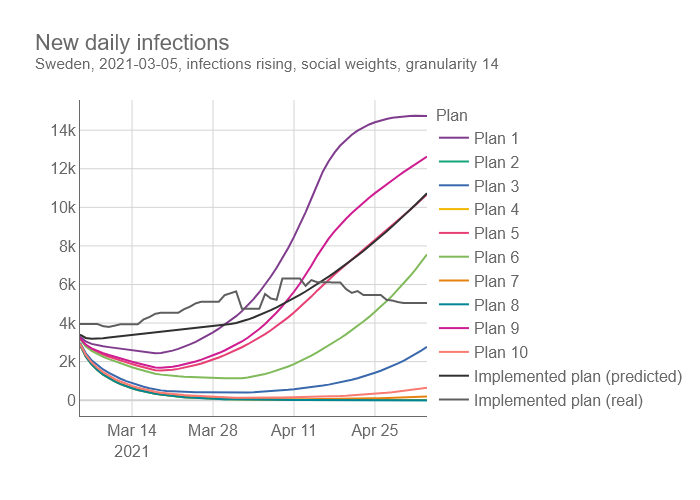 New daily infections
Sweden, 2021-03-05, infections rising, social weights, granularity 14
Plan
14k
Plan 1
Plan 2
12k
Plan 3
10k
Plan 4
Plan 5
8k
Plan 6
6k
Plan 7
Plan 8
4k
Plan 9
2k
Plan 10
Implemented plan (predicted)
0
Implemented plan (real)
Mar 14
2021
Mar 28
Apr 11
Apr 25